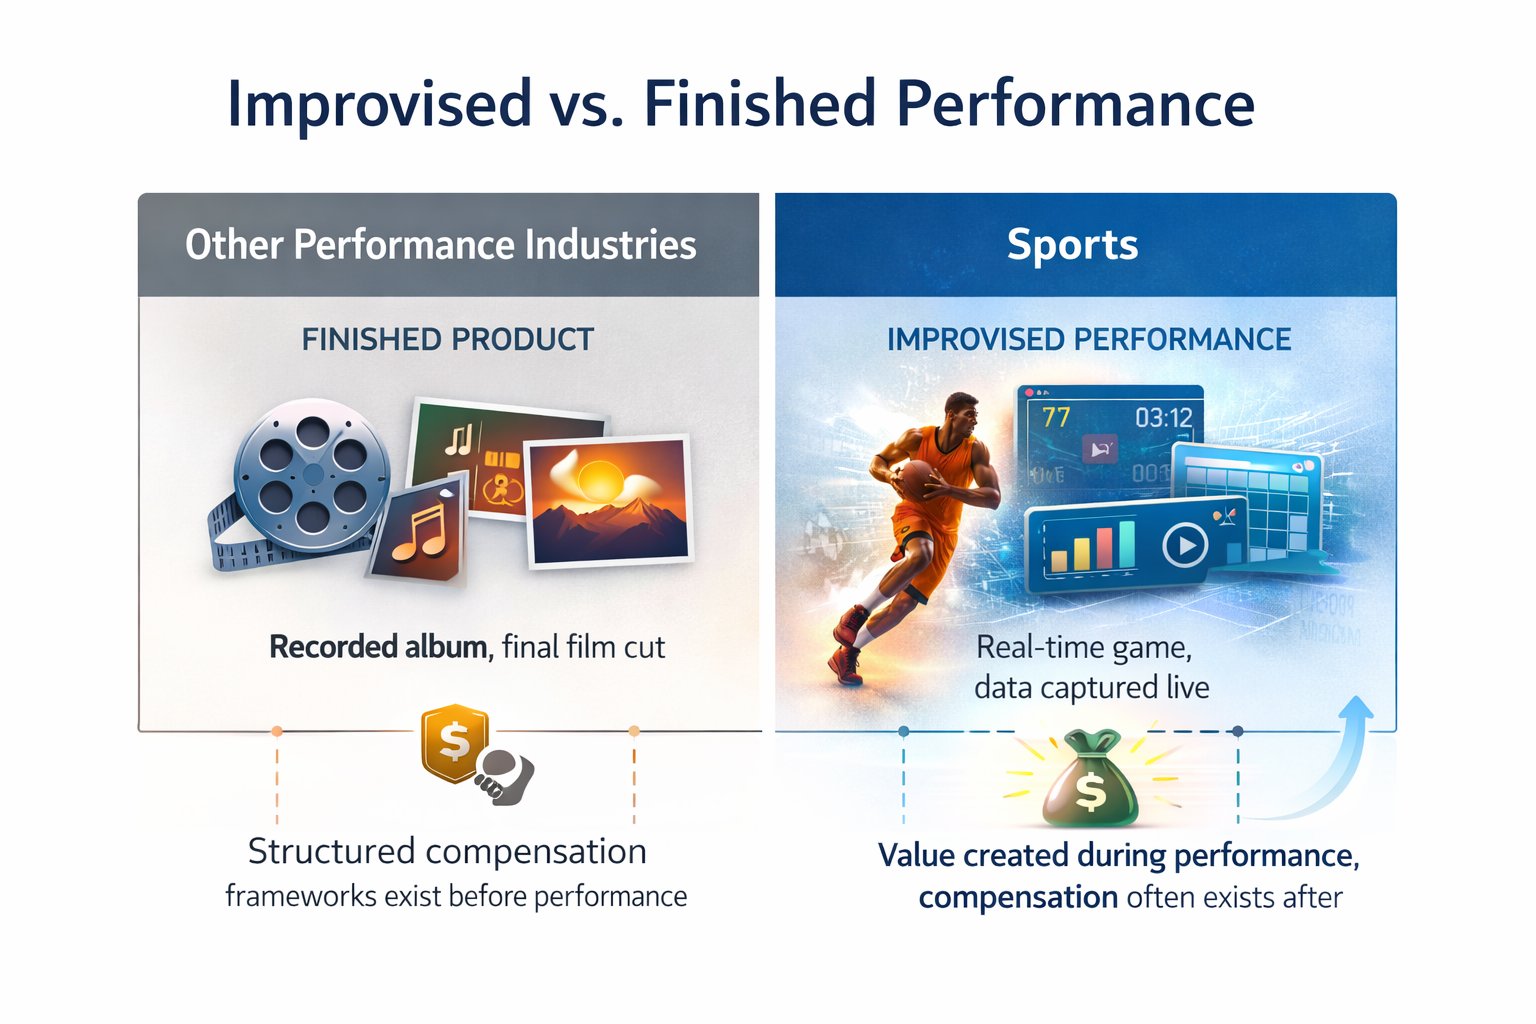 Improvised vs. Finished Performance
Other Performance Industries
FINISHED PRODUCT
Recorded album, final film cut
$
Structured compensation
frameworks exist before performance
Sports
IMPROVISED PERFORMANCE
77 03:12
Real-time game,
data captured live
$
Value created during performance,
compensation often exists after